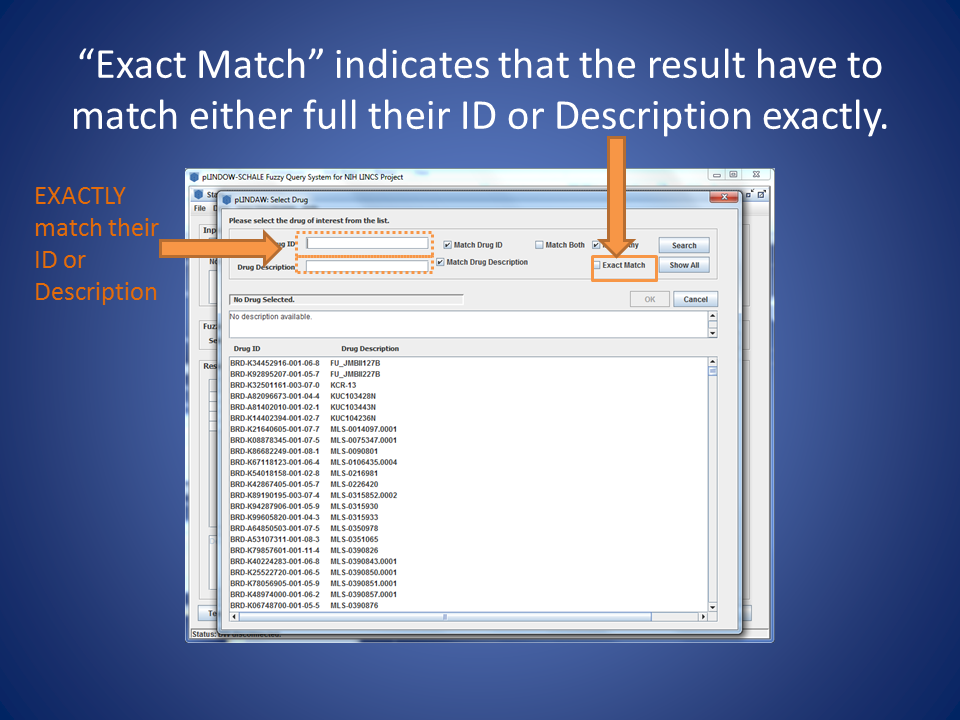 “Exact Match” indicates that the result have to
match either full their ID or Description exactly.
EXACTLY
match their
ID or
Description
pLINDOW-SCHALE Fuzzy Query System for NIH LINCS Project
Sta
pLINDAW: Select Drug
File
Please select the drug of interest from the list.
Inp
ug ID
Match Drug ID
Match Both
Search
No
Drug Description
Match Drug Description
Exact Match
Show All
No Drug Selected.
OK
Cancel
No description available.
Fuz
Se
Drug ID
Drug Description
Res
BRD-K34452916-001-06-8 FU_JMBII127B
BRD-K92895207-001-05-7 FU_JMBII227B
BRD-K32501161-003-07-0 KCR-13
BRD-A82096673-001-04-4 KUC103428N
BRD-A81402010-001-02-1 KUC103443N
BRD-K14402394-001-02-7 KUC104236N
BRD-K21640605-001-07-7 MLS-0014097.0001
BRD-K08878345-001-07-5 MLS-0075347.0001
BRD-K86682249-001-08-1 MLS-0090801
BRD-K67118123-001-06-4 MLS-0106435.0004
BRD-K54018158-001-02-8 MLS-0216981
BRD-K42867405-001-05-7 MLS-0226420
BRD-K89190195-003-07-4 MLS-0315852.0002
BRD-K94287906-001-05-9 MLS-0315930
BRD-K99605820-001-04-3 MLS-0315933
BRD-A64850503-001-07-5 MLS-0350978
BRD-A53107311-001-08-3 MLS-0351065
BRD-K79857601-001-11-4 MLS-0390826
BRD-K40224283-001-06-8 MLS-0390843.0001
BRD-K25522720-001-06-5 MLS-0390850.0001
BRD-K78056905-001-05-9 MLS-0390851.0001
BRD-K48974000-001-06-2 MLS-0390857.0001
BRD-K06748700-001-05-5 MLS-0390876
Te
Status: DW disconnected.